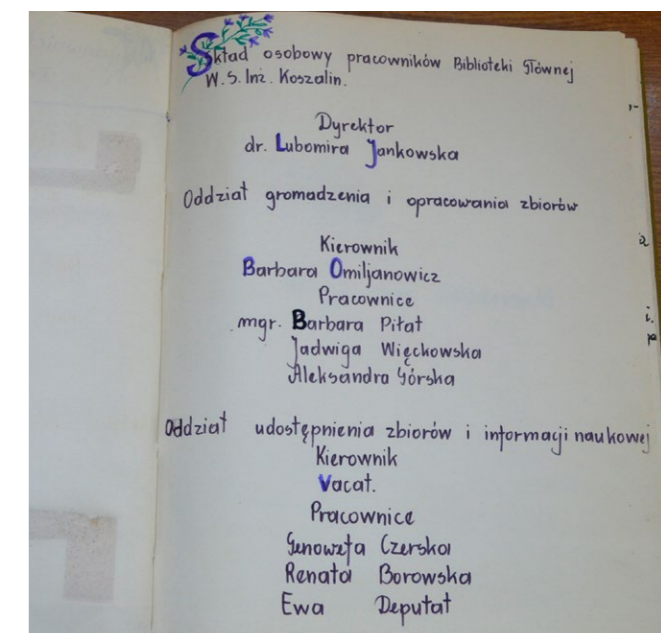 Skład osobowy pracowników Biblioteki Głównej
W.S. Inż. Koszalin.
Dyrektor
dr. Lubomira Jankowska
Oddział gromadzenia i opracowania zbiorów
Kierownik
Barbara Omiljanowicz
Pracownice
mgr. Barbara Piłat
Jadwiga Więckowska
Aleksandra Górska
Oddział udostępnienia zbiorów i informacji naukowej
Kierownik
Vacat.
Pracownice
Genowefa Czerska
Renata Borowska
Ewa Deputat